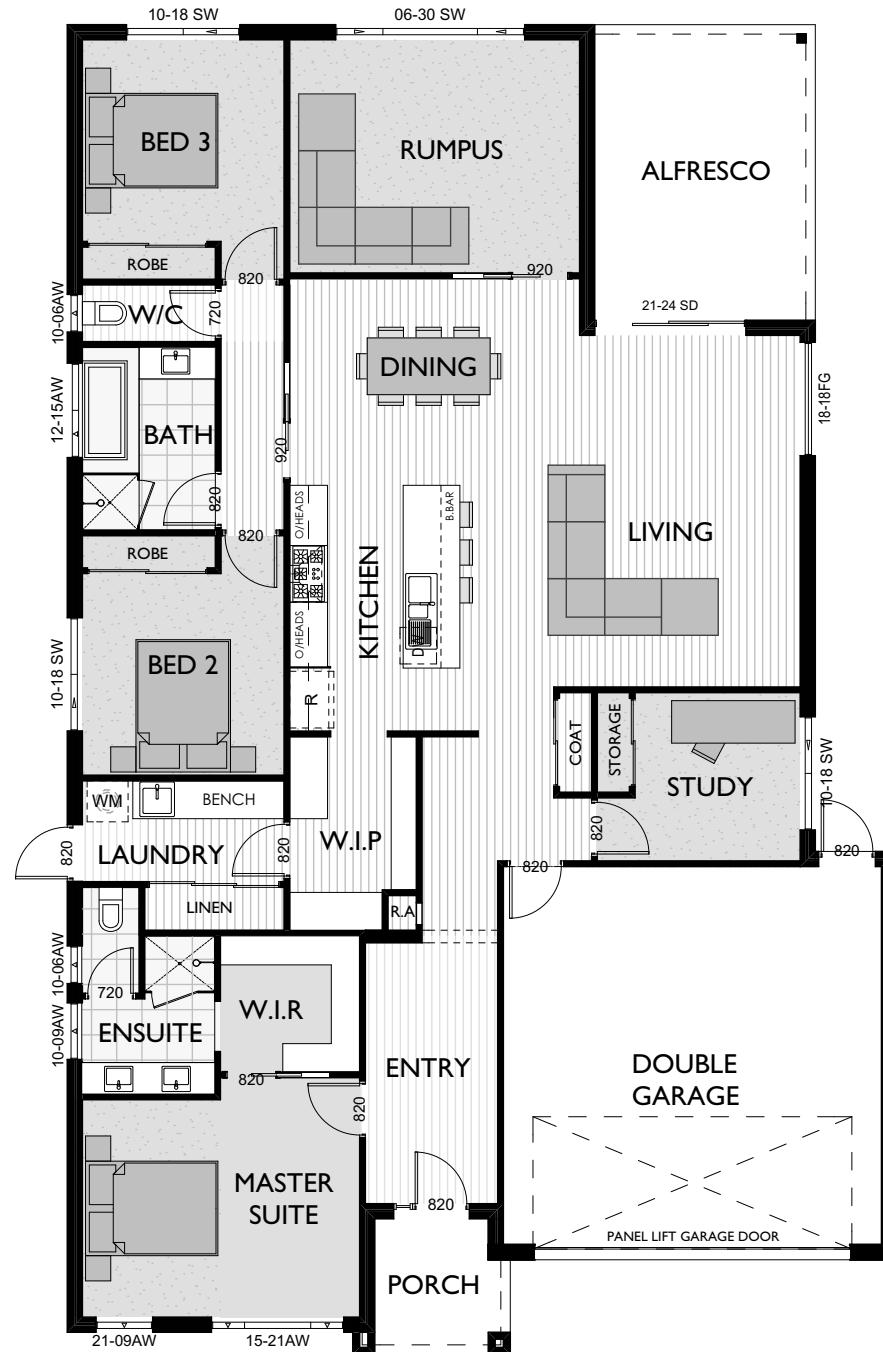 10-18 SW
06-30 SW
BED 3
RUMPUS
ALFRESCO
ROBE
820
920
10-06AW
W/C
720
21-24 SD
12-15AW
DINING
18-18FG
BATH
920
820
O/HEADS
B.BAR
820
ROBE
LIVING
KITCHEN
O/HEADS
D
10-18 SW
BED 2
R
COAT
STORAGE
STUDY
10-18 SW
WM
BENCH
820
LAUNDRY
820
W.I.P
820
820
820
LINEN
R.A
10-06AW
720
W.I.R
10-09AW
ENSUITE
820
ENTRY
DOUBLE
GARAGE
820
MASTER
SUITE
820
PANEL LIFT GARAGE DOOR
PORCH
21-09AW
15-21AW